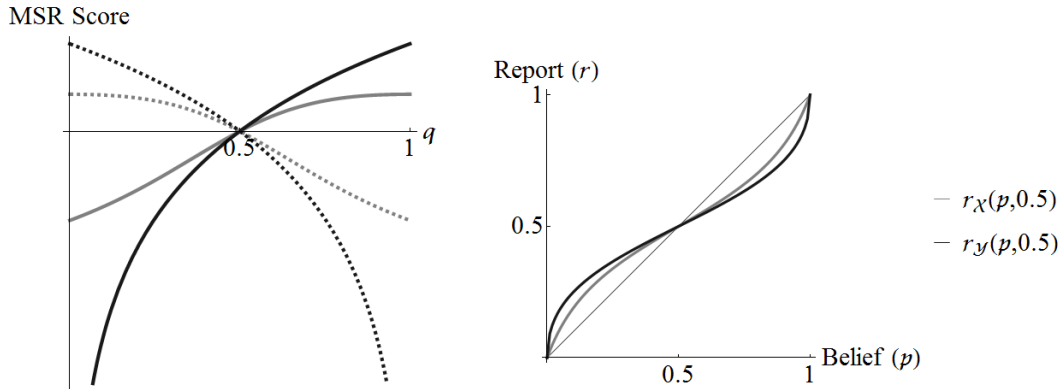 MSR Score
q
0.5
1
Report (r)
1
0.5
0.5
1
Belief (p)
r𝒳(p,0.5)
r𝒴(p,0.5)